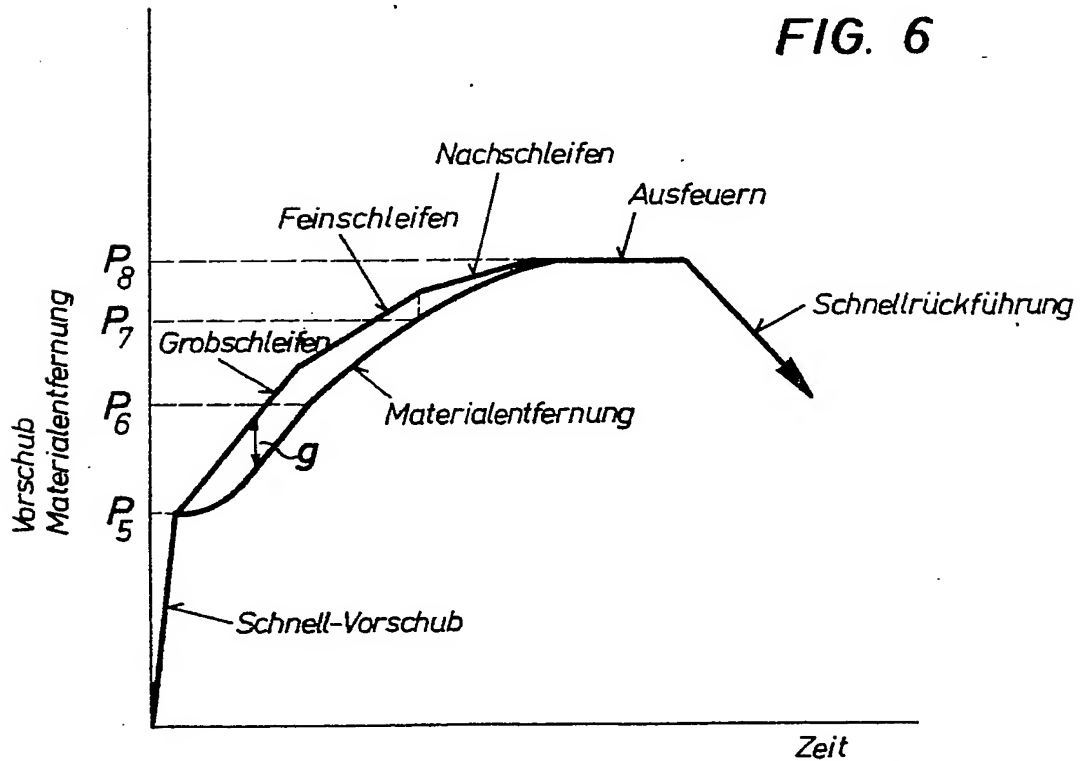 FIG. 6
Nachschleifen
Ausfeuern
Feinschleifen
P8
Schnellrückführung
P7
Grobschleifen
P6
Materialentfernung
g
Vorschub
Materialentfernung
P5
Schnell-Vorschub
Zeit